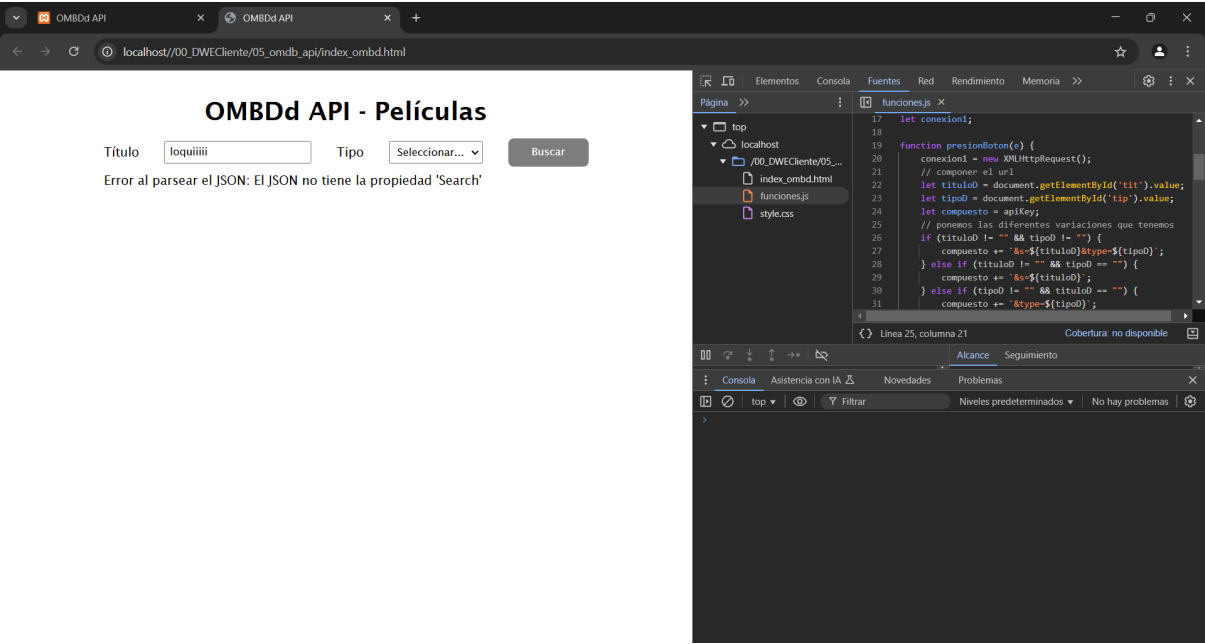 OMBDd API
OMBDd API
localhost//00_DWECliente/05_omdb_api/index_ombd.html
OMBDd API - Películas
Título loquiiiii Tipo Seleccionar... Buscar
Error al parsear el JSON: El JSON no tiene la propiedad 'Search'
Elementos Consola Fuentes Red Rendimiento Memoria
Página
top
localhost
/00_DWECliente/05_...
index_ombd.html
funciones.js
style.css
funciones.js
17 let conexion1;
18
19 function presionBoton(e) {
20 conexion1 = new XMLHttpRequest();
21 // componer el url
22 let tituloD = document.getElementById('tit').value;
23 let tipoD = document.getElementById('tip').value;
24 let compuesto = apiKey;
25 // ponemos las diferentes variaciones que tenemos
26 if (tituloD != "" && tipoD != "") {
27 compuesto += `&s=${tituloD}&type=${tipoD}`;
28 } else if (tituloD != "" && tipoD == "") {
29 compuesto += `&s=${tituloD}`;
30 } else if (tipoD != "" && tituloD == "") {
31 compuesto += `&type=${tipoD}`;
{} Línea 25, columna 21 Cobertura: no disponible
Alcance Seguimiento
Consola Asistencia con IA Novedades Problemas
top Filtrar Niveles predeterminados No hay problemas